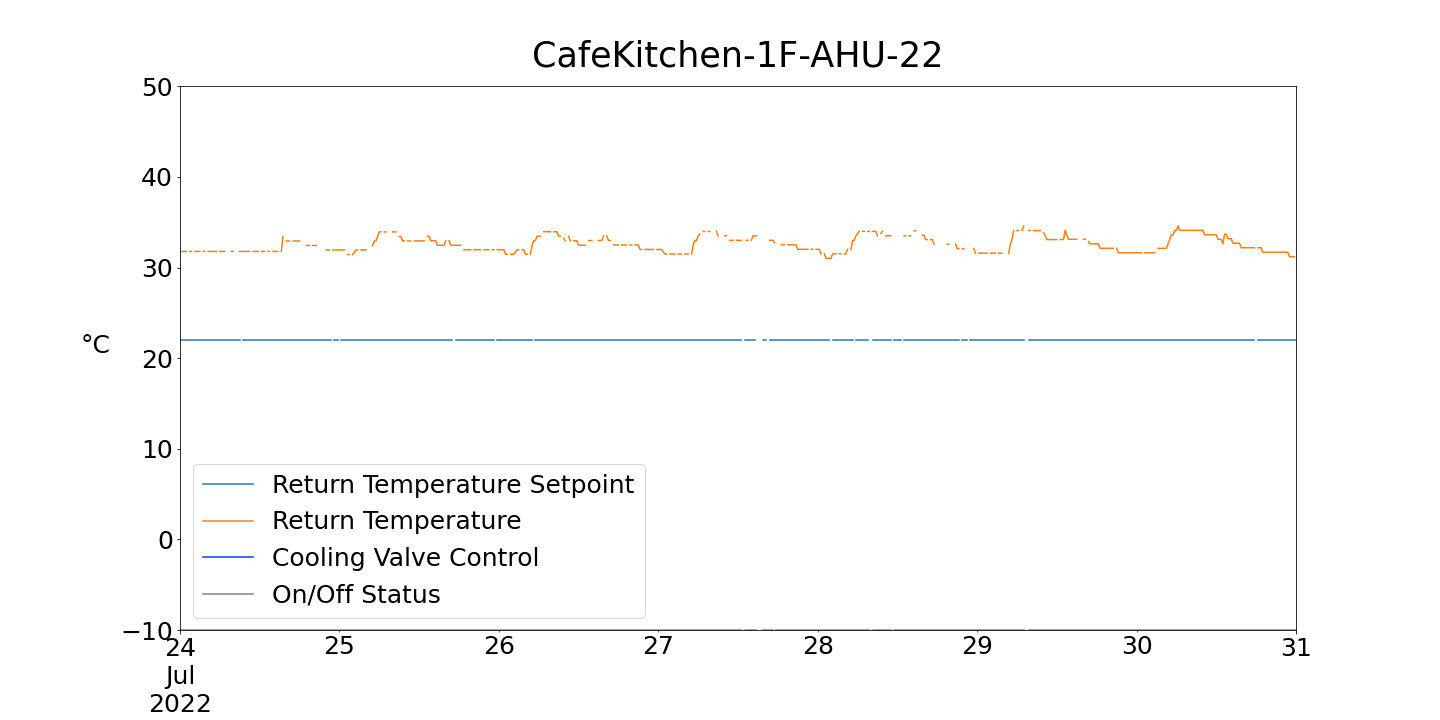 CafeKitchen-1F-AHU-22
50
40
30
°C
20
10
0
−10
Return Temperature Setpoint
Return Temperature
Cooling Valve Control
On/Off Status
24 25 26 27 28 29 30 31
Jul
2022